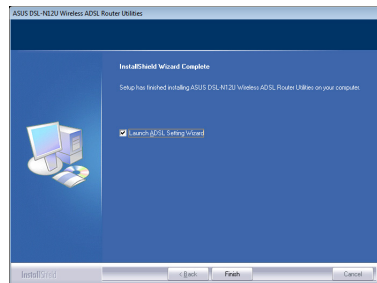 ASUS DSL-N12U Wireless ADSL Router Utilities
InstallShield Wizard Complete
Setup has finished installing ASUS DSL-N12U Wireless ADSL Router Utilities on your computer.
Launch ADSL Setting Wizard
InstallShield
< Back
Finish
Cancel